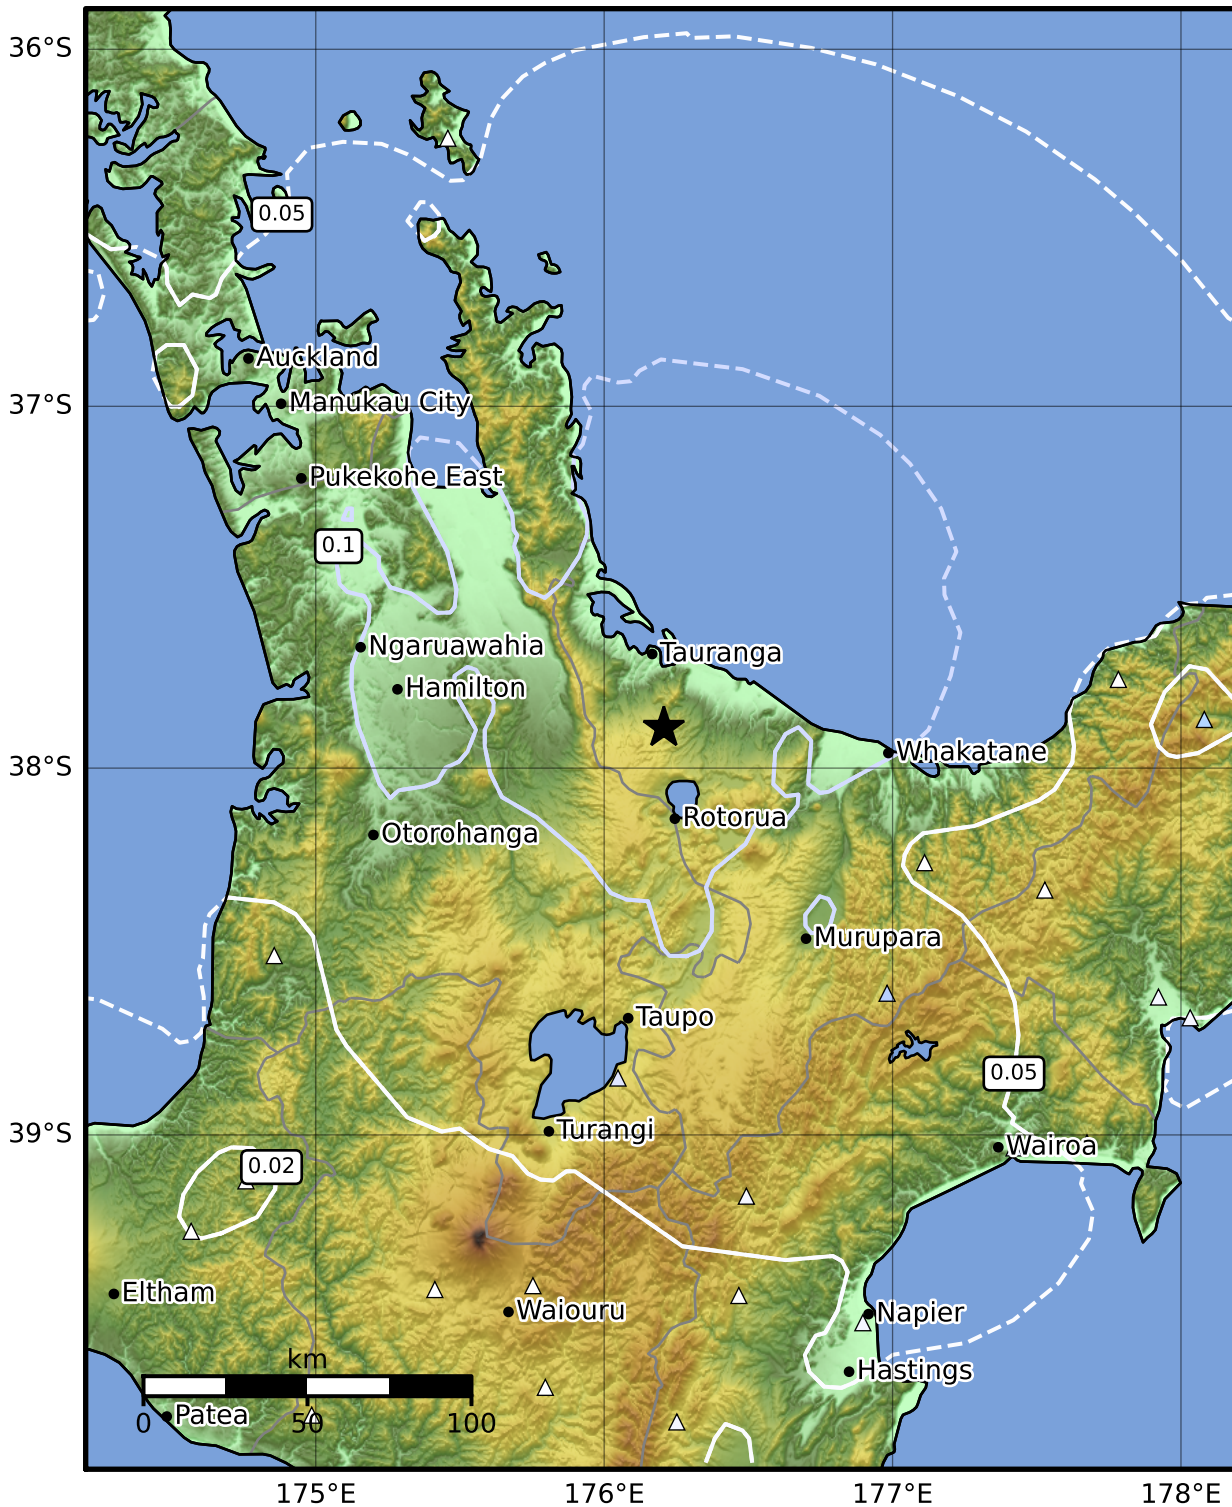 36°S
0.05
Auckland
37°S
Manukau City
Pukekohe East
0.1
Ngaruawahia
Tauranga
Hamilton
Whakatane
38°S
Rotorua
Otorohanga
Murupara
Taupo
0.05
39°S
Turangi
Wairoa
0.02
Eltham
Waiouru
Napier
km
Hastings
Patea
0 50 100
175°E 176°E 177°E 178°E